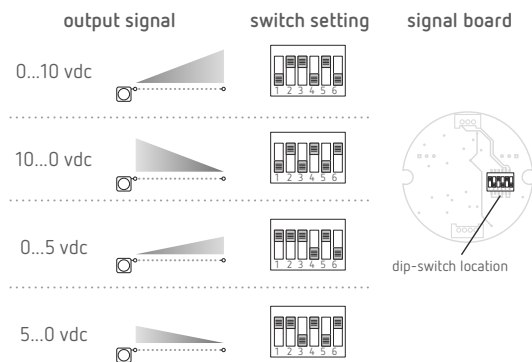 output signal switch setting signal board
0...10 vdc
1 2 3 4 5 6
10...0 vdc
1 2 3 4 5 6
0...5 vdc
1 2 3 4 5 6
dip-switch location
5...0 vdc
1 2 3 4 5 6